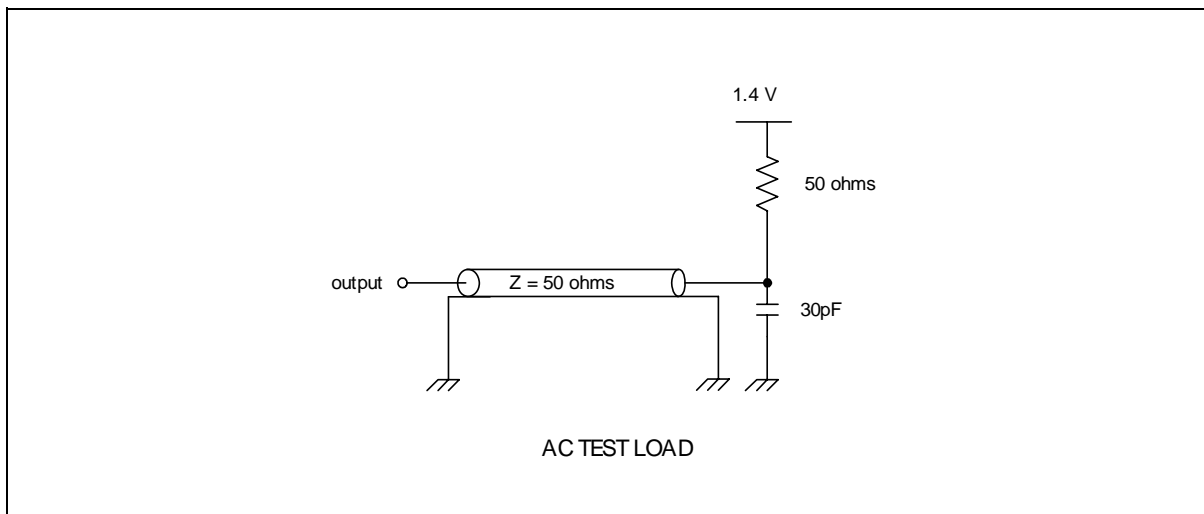 1.4 V
50 ohms
output
Z = 50 ohms
30pF
AC TEST LOAD